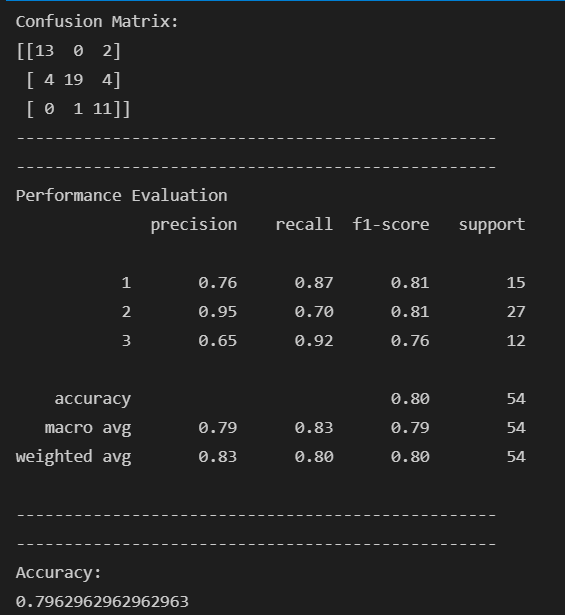 Confusion Matrix:
[[13  0  2]
 [ 4 19  4]
 [ 0  1 11]]
--------------------------------------------------
--------------------------------------------------
Performance Evaluation
              precision    recall  f1-score   support
           1       0.76      0.87      0.81        15
           2       0.95      0.70      0.81        27
           3       0.65      0.92      0.76        12
    accuracy                           0.80        54
   macro avg       0.79      0.83      0.79        54
weighted avg       0.83      0.80      0.80        54
--------------------------------------------------
--------------------------------------------------
Accuracy:
0.7962962962962963